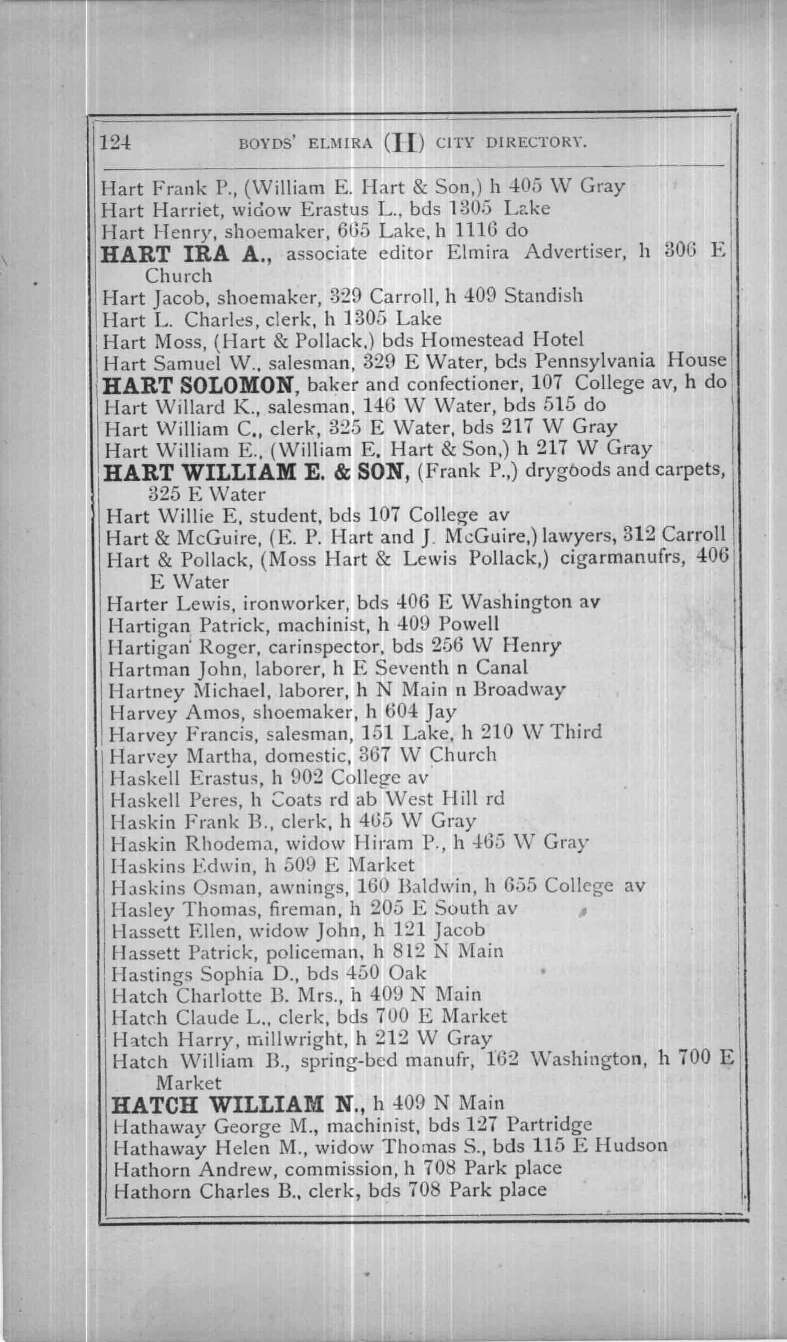 124 BOYDS' ELMIRA (H) CITY DIRECTORY.
Hart Frank P., (William E. Hart & Son,) h 405 W Gray
Hart Harriet, widow Erastus L., bds 1305 Lake
Hart Henry, shoemaker, 665 Lake, h 1116 do
HART IRA A., associate editor Elmira Advertiser, h 306 E
Church
Hart Jacob, shoemaker, 329 Carroll, h 409 Standish
Hart L. Charles, clerk, h 1305 Lake
Hart Moss, (Hart & Pollack,) bds Homestead Hotel
Hart Samuel W., salesman, 329 E Water, bds Pennsylvania House
HART SOLOMON, baker and confectioner, 107 College av, h do
Hart Willard K., salesman, 146 W Water, bds 515 do
Hart William C., clerk, 325 E Water, bds 217 W Gray
Hart William E., (William E. Hart & Son,) h 217 W Gray
HART WILLIAM E. & SON, (Frank P.,) drygoods and carpets,
325 E Water
Hart Willie E, student, bds 107 College av
Hart & McGuire, (E. P. Hart and J. McGuire,) lawyers, 312 Carroll
Hart & Pollack, (Moss Hart & Lewis Pollack,) cigarmanufrs, 406
E Water
Harter Lewis, ironworker, bds 406 E Washington av
Hartigan Patrick, machinist, h 409 Powell
Hartigan Roger, carinspector, bds 256 W Henry
Hartman John, laborer, h E Seventh n Canal
Hartney Michael, laborer, h N Main n Broadway
Harvey Amos, shoemaker, h 604 Jay
Harvey Francis, salesman, 151 Lake, h 210 W Third
Harvey Martha, domestic, 367 W Church
Haskell Erastus, h 902 College av
Haskell Peres, h Coats rd ab West Hill rd
Haskin Frank B., clerk, h 465 W Gray
Haskin Rhodema, widow Hiram P., h 465 W Gray
Haskins Edwin, h 509 E Market
Haskins Osman, awnings, 160 Baldwin, h 655 College av
Hasley Thomas, fireman, h 205 E South av
Hassett Ellen, widow John, h 121 Jacob
Hassett Patrick, policeman, h 812 N Main
Hastings Sophia D., bds 450 Oak
Hatch Charlotte B. Mrs., h 409 N Main
Hatch Claude L., clerk, bds 700 E Market
Hatch Harry, millwright, h 212 W Gray
Hatch William B., spring-bed manufr, 162 Washington, h 700 E
Market
HATCH WILLIAM N., h 409 N Main
Hathaway George M., machinist, bds 127 Partridge
Hathaway Helen M., widow Thomas S., bds 115 E Hudson
Hathorn Andrew, commission, h 708 Park place
Hathorn Charles B., clerk, bds 708 Park place